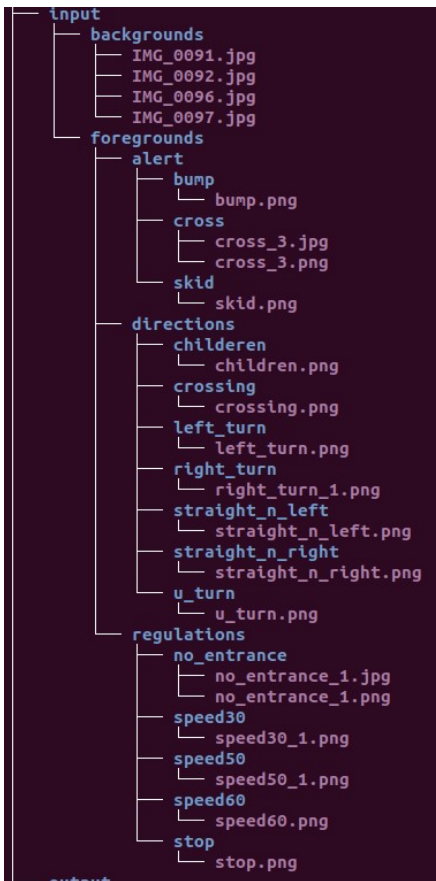 input
backgrounds
IMG_0091.jpg
IMG_0092.jpg
IMG_0096.jpg
IMG_0097.jpg
foregrounds
alert
bump
bump.png
cross
cross_3.jpg
cross_3.png
skid
skid.png
directions
childeren
children.png
crossing
crossing.png
left_turn
left_turn.png
right_turn
right_turn_1.png
straight_n_left
straight_n_left.png
straight_n_right
straight_n_right.png
u_turn
u_turn.png
regulations
no_entrance
no_entrance_1.jpg
no_entrance_1.png
speed30
speed30_1.png
speed50
speed50_1.png
speed60
speed60.png
stop
stop.png